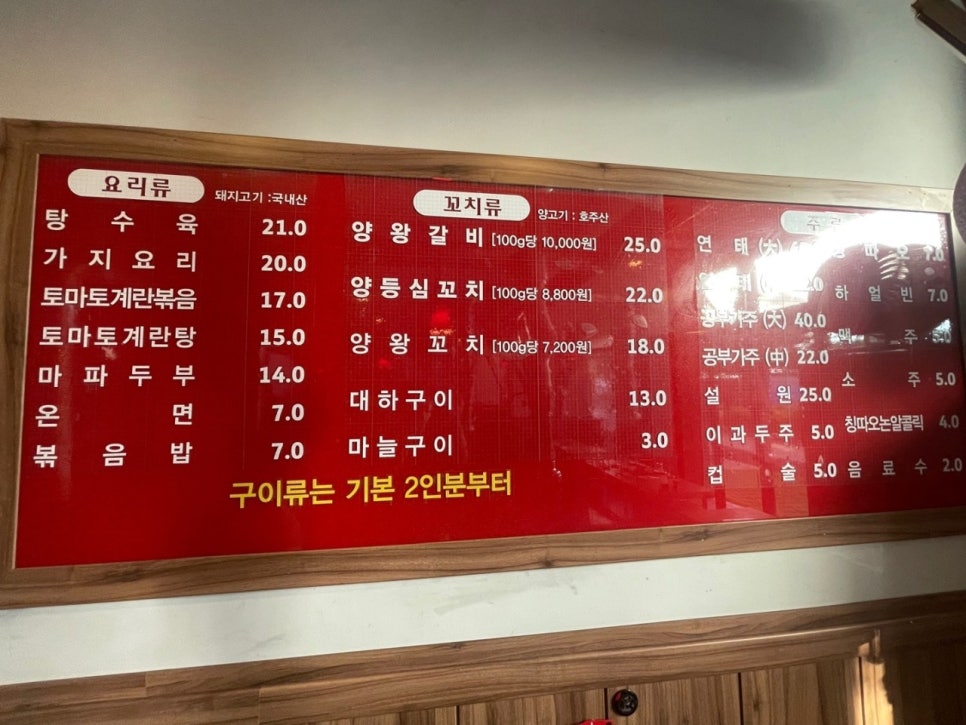 요리류 돼지고기 :국내산
탕수육 21.0
가지요리 20.0
토마토계란볶음 17.0
토마토계란탕 15.0
마파두부 14.0
온면 7.0
볶음밥 7.0
꼬치류 양고기 : 호주산
양왕갈비 [100g당 10,000원] 25.0
양등심꼬치 [100g당 8,800원] 22.0
양왕꼬치 [100g당 7,200원] 18.0
대하구이 13.0
마늘구이 3.0
구이류는 기본 2인분부터
연태 (大)
공부가주 (大) 40.0
공부가주 (中) 22.0
설원 25.0
이과두주 5.0
컵술 5.0
7.0
하얼빈 7.0
맥주
소주 5.0
칭따오논알콜릭 4.0
음료수 2.0